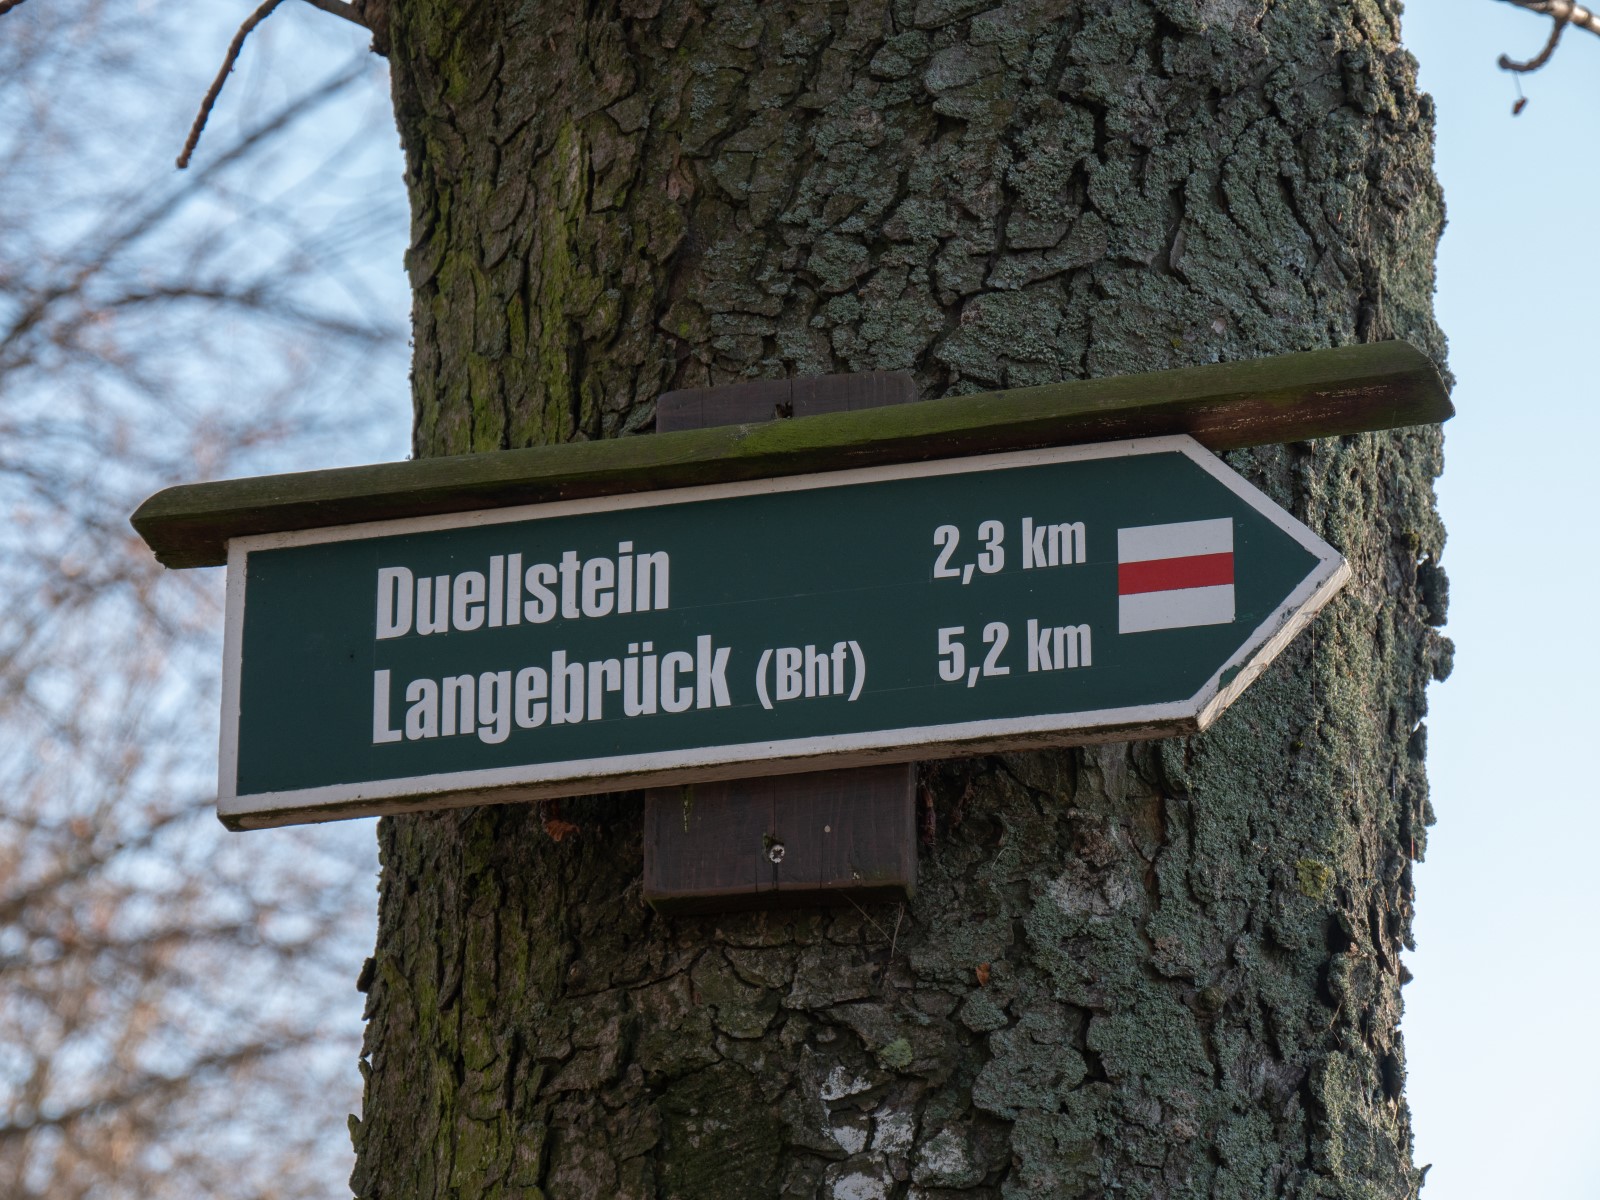 Duellstein 2,3 km
Langebrück (Bhf) 5,2 km